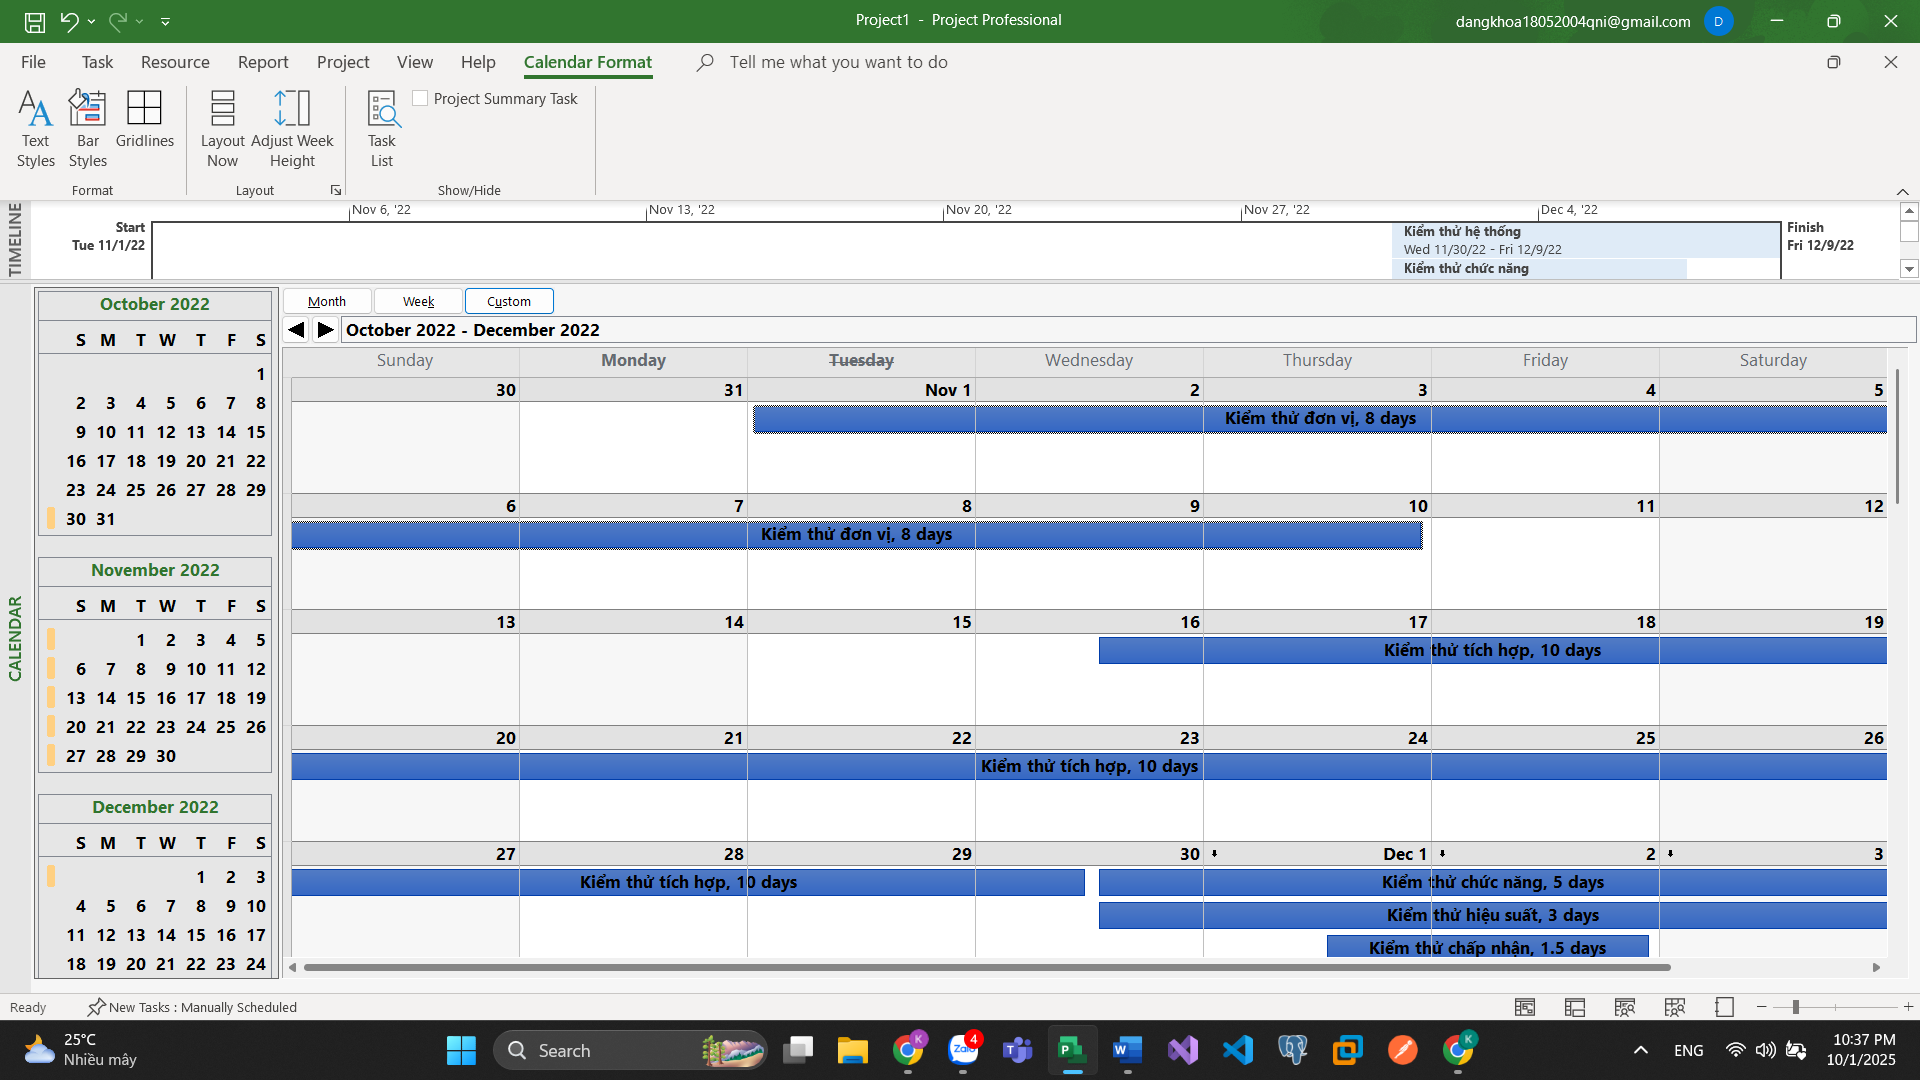 Project1 - Project Professional
dangkhoa18052004qni@gmail.com
D
File Task Resource Report Project View Help Calendar Format Tell me what you want to do
Text Styles
Bar Styles
Gridlines
Layout Now
Adjust Week Height
Task List
Project Summary Task
Format
Layout
Show/Hide
TIMELINE
Nov 6, '22 Nov 13, '22 Nov 20, '22 Nov 27, '22 Dec 4, '22
Start
Tue 11/1/22
Kiểm thử hệ thống
Wed 11/30/22 - Fri 12/9/22
Kiểm thử chức năng
Finish
Fri 12/9/22
CALENDAR
October 2022
S M T W T F S
1
2 3 4 5 6 7 8
9 10 11 12 13 14 15
16 17 18 19 20 21 22
23 24 25 26 27 28 29
30 31
November 2022
S M T W T F S
1 2 3 4 5
6 7 8 9 10 11 12
13 14 15 16 17 18 19
20 21 22 23 24 25 26
27 28 29 30
December 2022
S M T W T F S
1 2 3
4 5 6 7 8 9 10
11 12 13 14 15 16 17
18 19 20 21 22 23 24
Month Week Custom
October 2022 - December 2022
Sunday Monday Tuesday Wednesday Thursday Friday Saturday
30 31 Nov 1 2 3 4 5
Kiểm thử đơn vị, 8 days
6 7 8 9 10 11 12
Kiểm thử đơn vị, 8 days
13 14 15 16 17 18 19
Kiểm thử tích hợp, 10 days
20 21 22 23 24 25 26
Kiểm thử tích hợp, 10 days
27 28 29 30 Dec 1 2 3
Kiểm thử tích hợp, 10 days Kiểm thử chức năng, 5 days
Kiểm thử hiệu suất, 3 days
Kiểm thử chấp nhận, 1.5 days
Ready New Tasks : Manually Scheduled
25°C
Nhiều mây
Search
K
Zalo
4
K
ENG
10:37 PM
10/1/2025